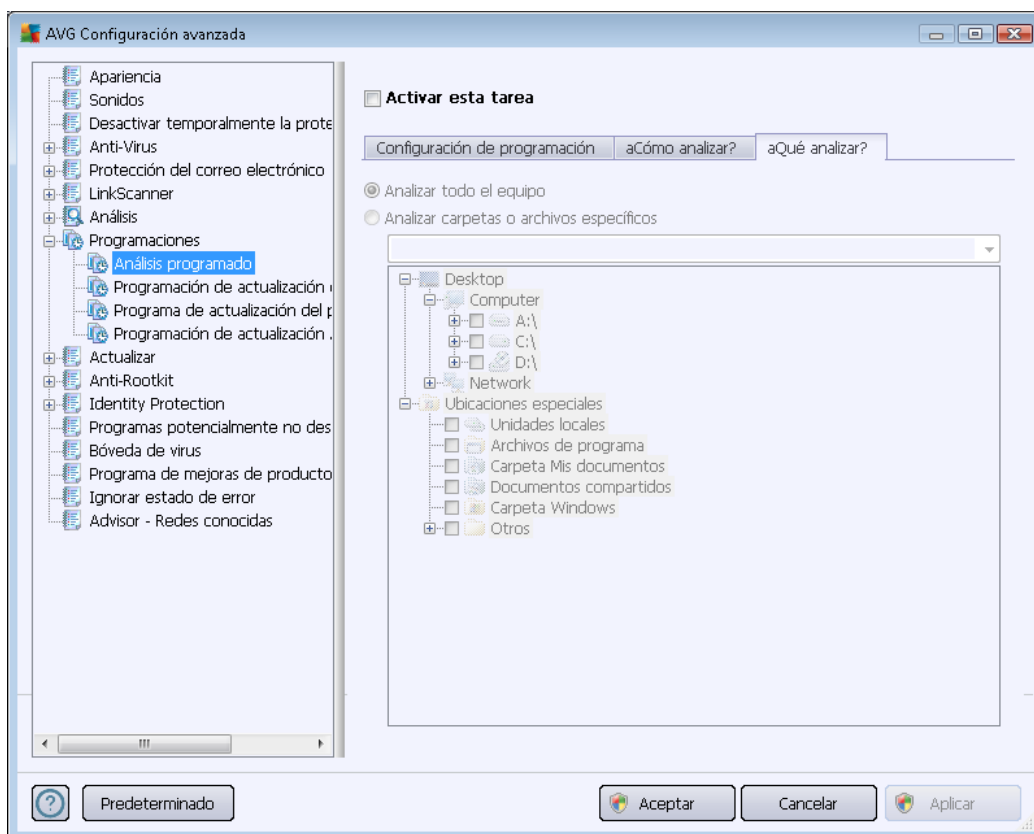 AVG Configuración avanzada
Apariencia
Sonidos
Desactivar temporalmente la prote
Anti-Virus
Protección del correo electrónico
LinkScanner
Análisis
Programaciones
Análisis programado
Programación de actualización
Programa de actualización del p
Programación de actualización .
Actualizar
Anti-Rootkit
Identity Protection
Programas potencialmente no des
Bóveda de virus
Programa de mejoras de producto
Ignorar estado de error
Advisor - Redes conocidas
Activar esta tarea
Configuración de programación
aCómo analizar?
aQué analizar?
Analizar todo el equipo
Analizar carpetas o archivos específicos
Desktop
Computer
A:\
C:\
D:\
Network
Ubicaciones especiales
Unidades locales
Archivos de programa
Carpeta Mis documentos
Documentos compartidos
Carpeta Windows
Otros
Predeterminado
Aceptar
Cancelar
Aplicar